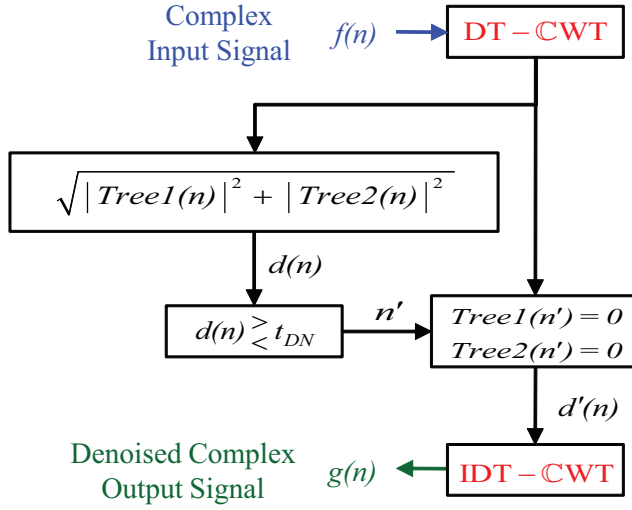 Complex
Input Signal
f(n)
DT – ℂWT
√|Tree1(n)|² + |Tree2(n)|²
d(n)
d(n) ≷ t_DN
n'
Tree1(n') = 0
Tree2(n') = 0
d'(n)
Denoised Complex
Output Signal
g(n)
IDT – ℂWT